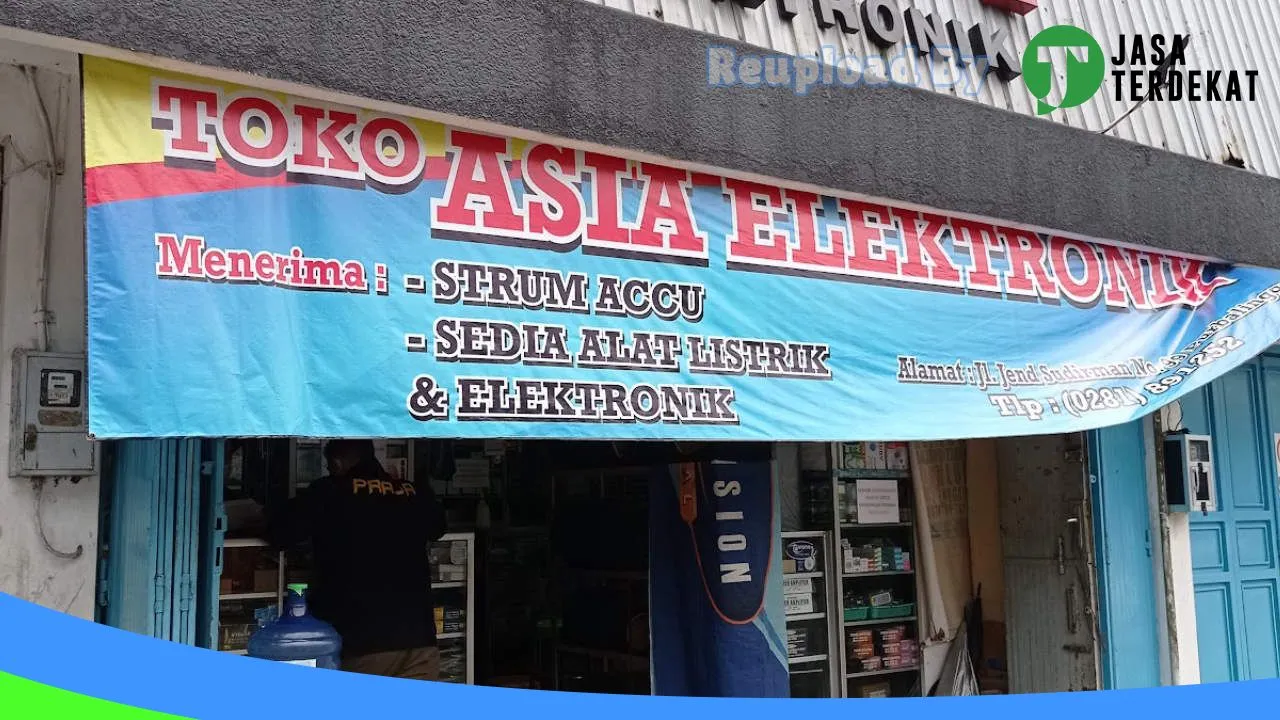 TRONIK
Reupload By
JASA
TERDEKAT
TOKO ASIA ELEKTRONIK
Menerima : - STRUM ACCU
- SEDIA ALAT LISTRIK
& ELEKTRONIK
Alamat : Jl. Jend Sudirman No.
Tlp : (0281) 891292
SION